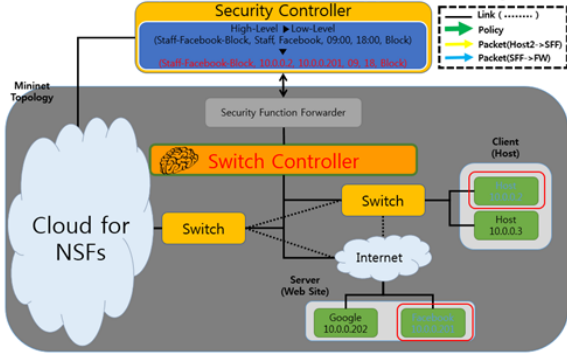 Security Controller
High-Level ▶Low-Level
(Staff-Facebook-Block, Staff, Facebook, 09:00, 18:00, Block)
(Staff-Facebook-Block, 10.0.0.2, 10.0.0.201, 09, 18, Block)
Link (         )
Policy
Packet(Host2->SFF)
Packet(SFF->FW)
Mininet
Topology
Security Function Forwarder
Switch Controller
Client
(Host)
Switch
Host
10.0.0.3
Cloud for
NSFs
Switch
Internet
Server
(Web Site)
Google
10.0.0.202